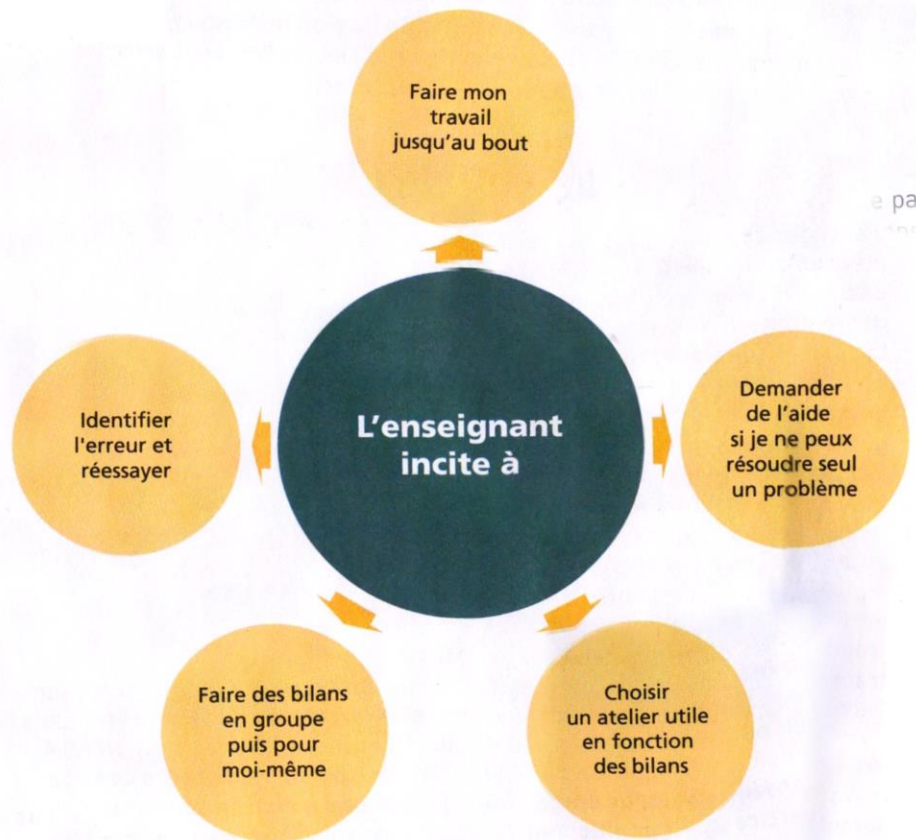 Faire mon
travail
jusqu'au bout
e pa
L'enseignant
incite à
Demander
de l'aide
si je ne peux
résoudre seul
un problème
Choisir
un atelier utile
en fonction
des bilans
Faire des bilans
en groupe
puis pour
moi-même
Identifier
l'erreur et
réessayer